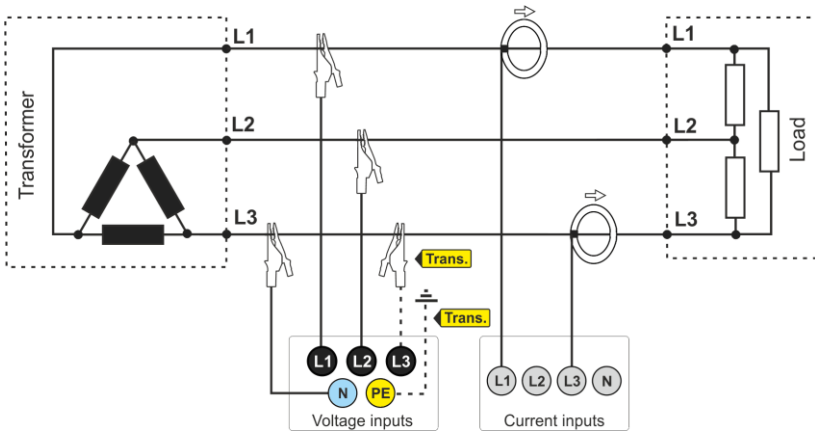 Transformer
L1
L1
L2
L2
L3
L3
Load
Trans.
Trans.
L1 L2 L3
N PE
Voltage inputs
L1 L2 L3 N
Current inputs